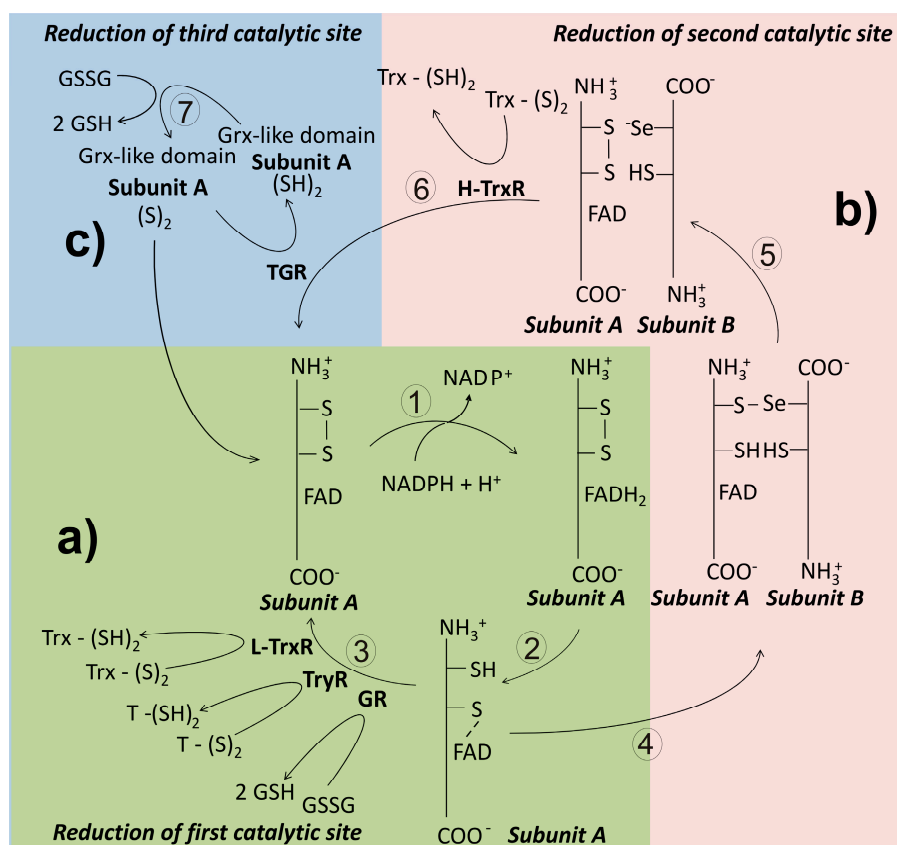 Reduction of third catalytic site
GSSG
7
2 GSH
Grx-like domain
Subunit A
(SH)₂
Grx-like domain
Subunit A
(S)₂
c)
TGR
Reduction of second catalytic site
Trx - (SH)₂
Trx - (S)₂
6
H-TrxR
NH₃⁺
S
S
FAD
COO⁻
Subunit A
COO⁻
⁻Se
HS
NH₃⁺
Subunit B
b)
5
NH₃⁺
S
SH
FAD
COO⁻
Subunit A
COO⁻
Se
HS
NH₃⁺
Subunit B
4
a)
NH₃⁺
S
S
FAD
COO⁻
Subunit A
1
NADP⁺
NADPH + H⁺
NH₃⁺
S
S
FADH₂
COO⁻
Subunit A
2
NH₃⁺
SH
S
FAD
COO⁻
Subunit A
3
L-TrxR
TryR
GR
Trx - (SH)₂
Trx - (S)₂
T -(SH)₂
T - (S)₂
2 GSH
GSSG
Reduction of first catalytic site